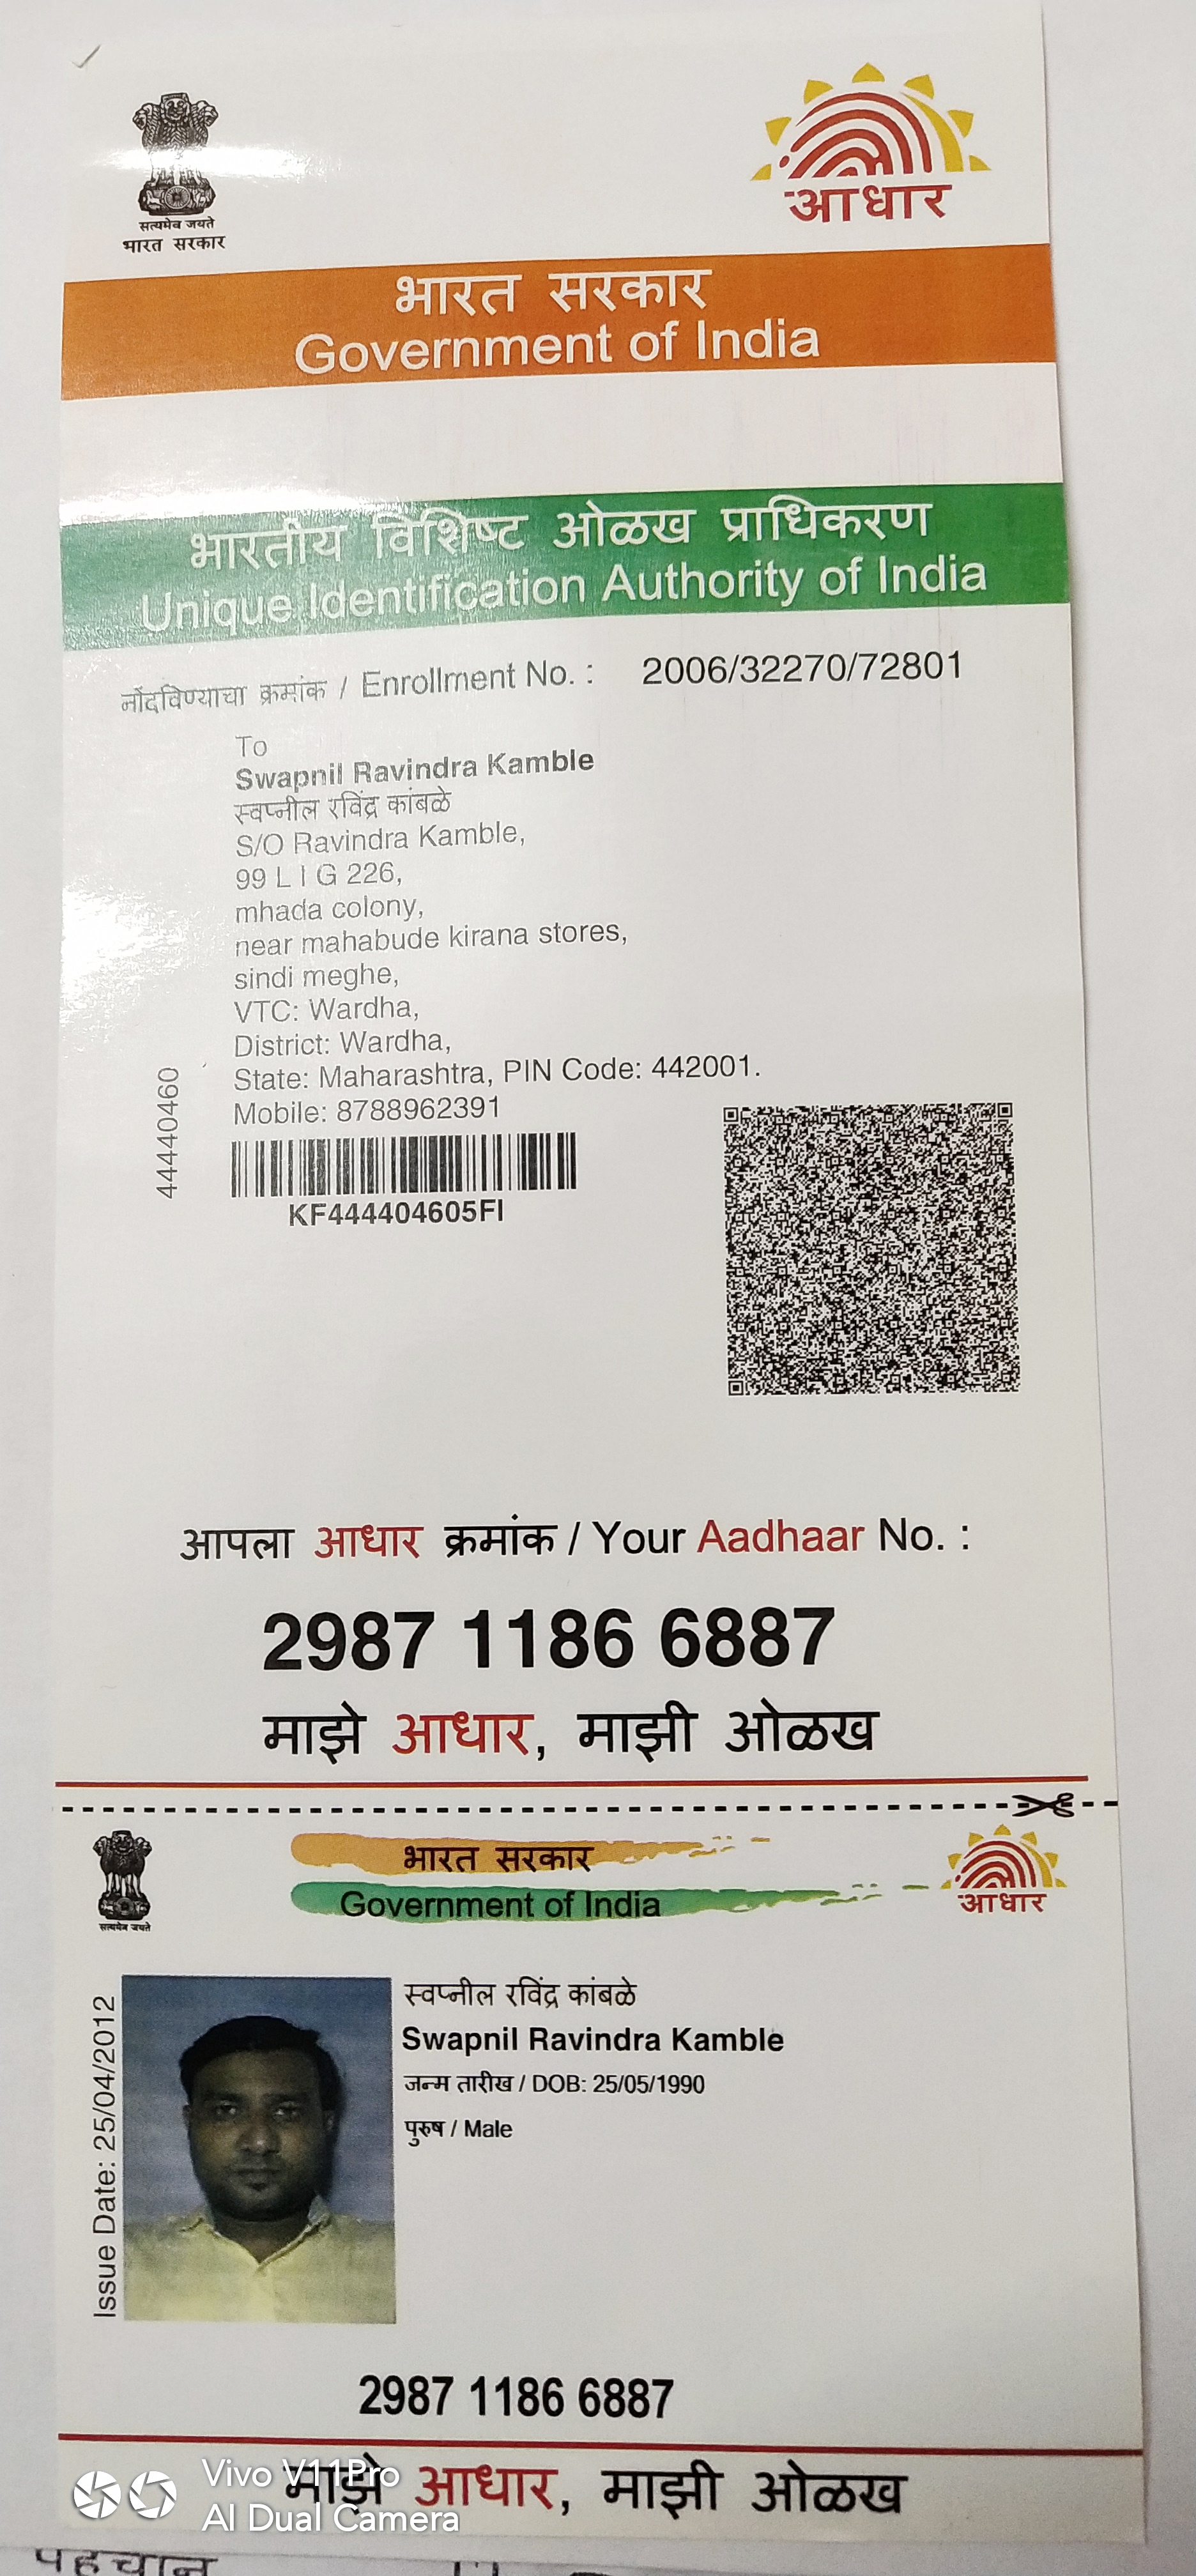 सत्यमेव जयते
भारत सरकार
आधार
भारत सरकार
Government of India
भारतीय विशिष्ट ओळख प्राधिकरण
Unique Identification Authority of India
नोंदविण्याचा क्रमांक / Enrollment No. : 2006/32270/72801
To
Swapnil Ravindra Kamble
स्वप्नील रविंद्र कांबळे
S/O Ravindra Kamble,
99 L I G 226,
mhada colony,
near mahabude kirana stores,
sindi meghe,
VTC: Wardha,
District: Wardha,
State: Maharashtra, PIN Code: 442001.
Mobile: 8788962391
44440460
KF444404605FI
आपला आधार क्रमांक / Your Aadhaar No. :
2987 1186 6887
माझे आधार, माझी ओळख
सत्यमेव जयते
भारत सरकार
Government of India
आधार
Issue Date: 25/04/2012
स्वप्नील रविंद्र कांबळे
Swapnil Ravindra Kamble
जन्म तारीख / DOB: 25/05/1990
पुरुष / Male
2987 1186 6887
माझे आधार, माझी ओळख
Vivo V11Pro
AI Dual Camera
पहचान